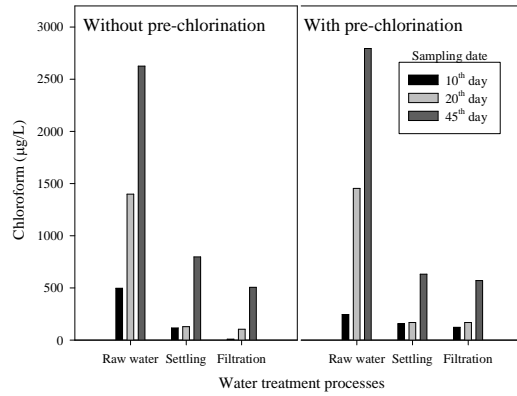 Without pre-chlorination
With pre-chlorination
Sampling date
10th day
20th day
45th day
Chloroform (µg/L)
3000
2500
2000
1500
1000
500
0
Raw water Settling Filtration
Raw water Settling Filtration
Water treatment processes